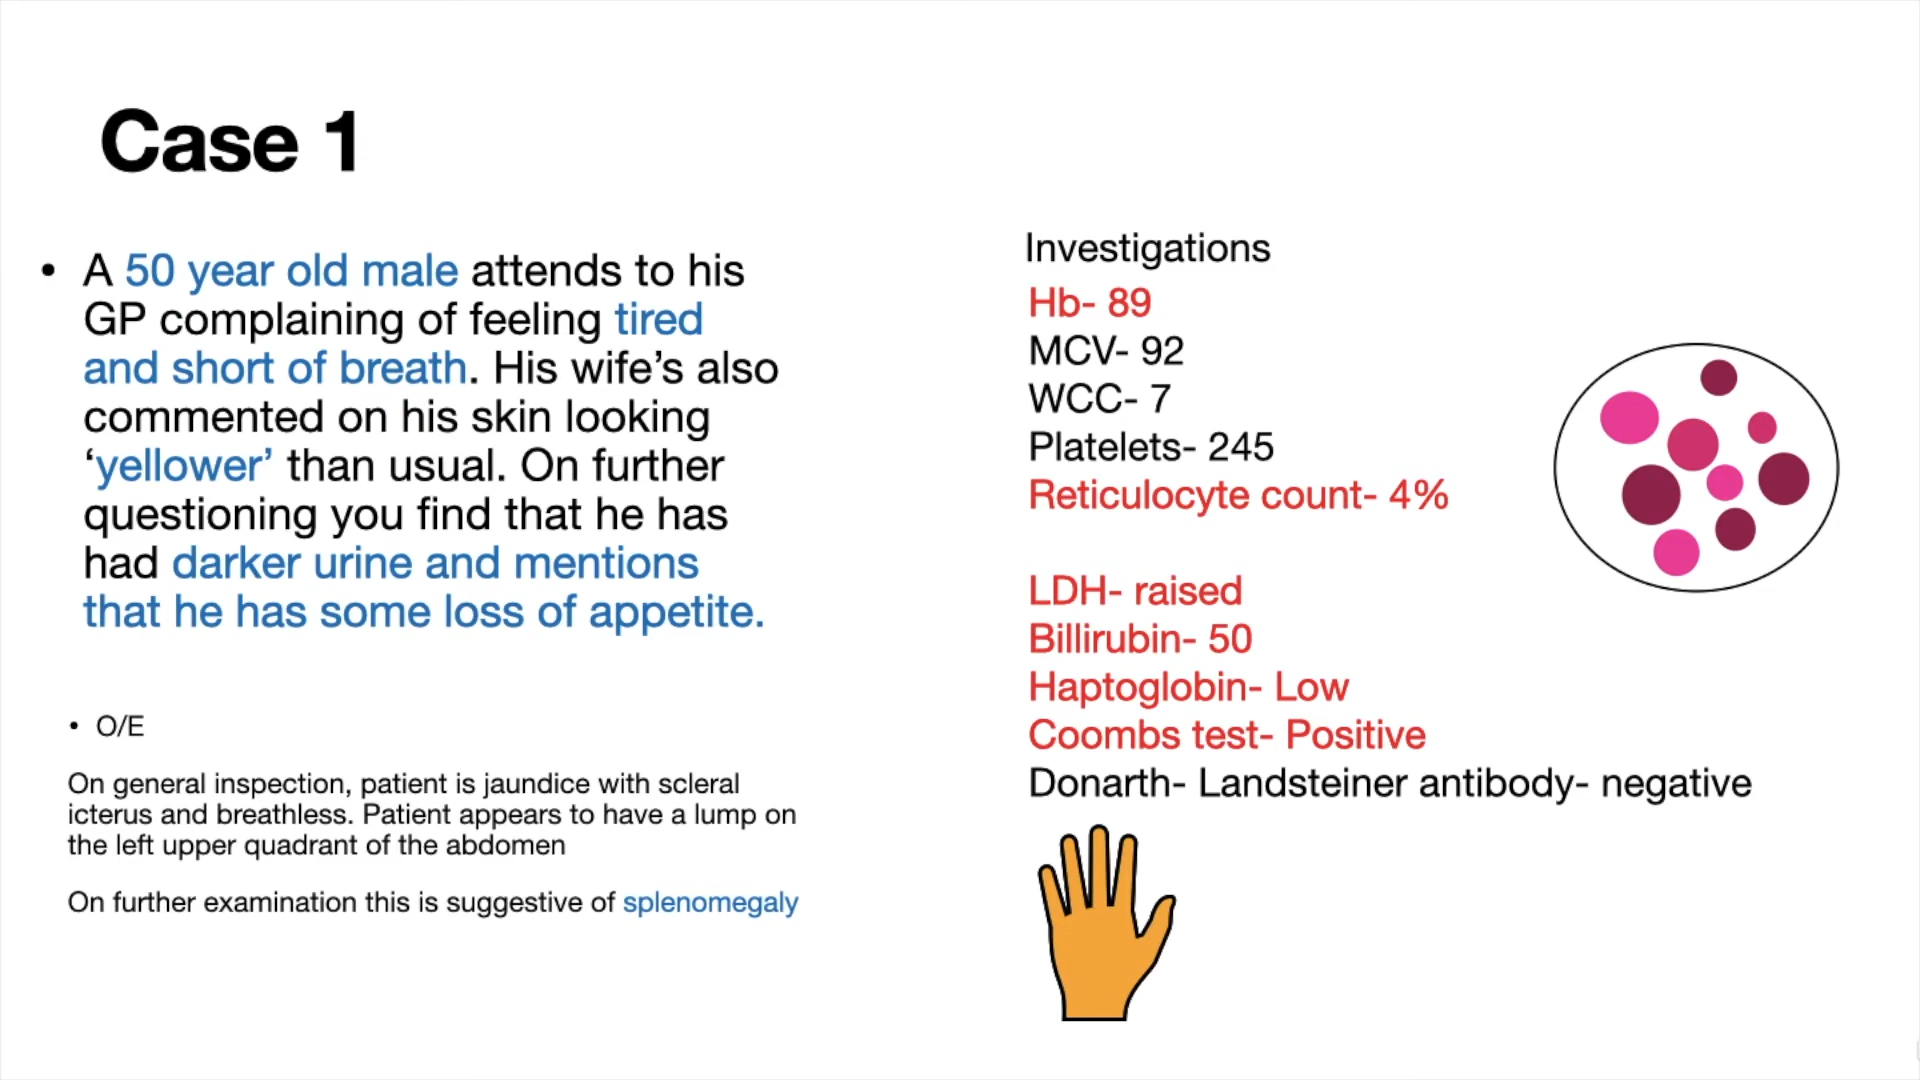 Case 1
• A 50 year old male attends to his
GP complaining of feeling tired
and short of breath. His wife’s also
commented on his skin looking
‘yellower’ than usual. On further
questioning you find that he has
had darker urine and mentions
that he has some loss of appetite.
• O/E
On general inspection, patient is jaundice with scleral
icterus and breathless. Patient appears to have a lump on
the left upper quadrant of the abdomen
On further examination this is suggestive of splenomegaly
Investigations
Hb- 89
MCV- 92
WCC- 7
Platelets- 245
Reticulocyte count- 4%
LDH- raised
Billirubin- 50
Haptoglobin- Low
Coombs test- Positive
Donarth- Landsteiner antibody- negative